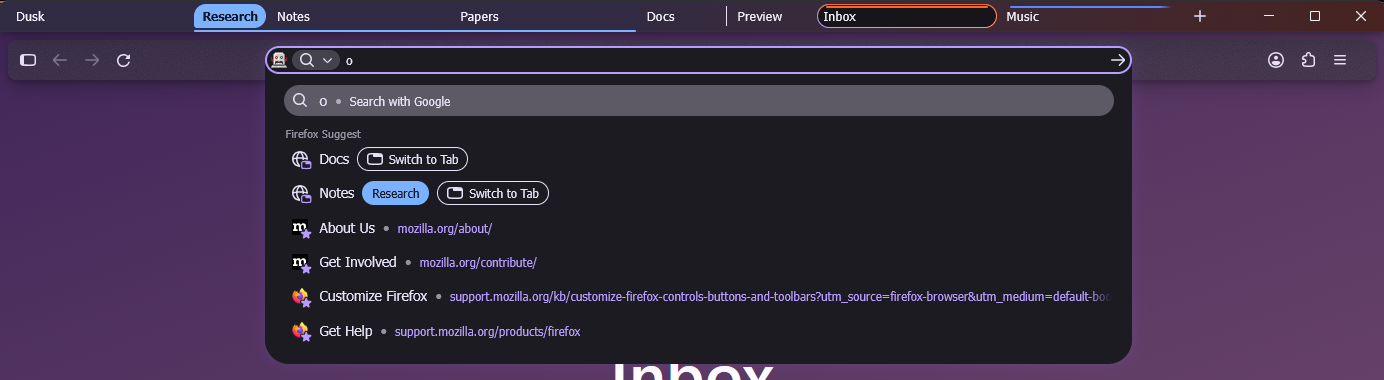 Dusk Research Notes Papers Docs Preview Inbox Music
o
o • Search with Google
Firefox Suggest
Docs Switch to Tab
Notes Research Switch to Tab
About Us • mozilla.org/about/
Get Involved • mozilla.org/contribute/
Customize Firefox • support.mozilla.org/kb/customize-firefox-controls-buttons-and-toolbars?utm_source=firefox-browser&utm_medium=default-boo
Get Help • support.mozilla.org/products/firefox
Inbox